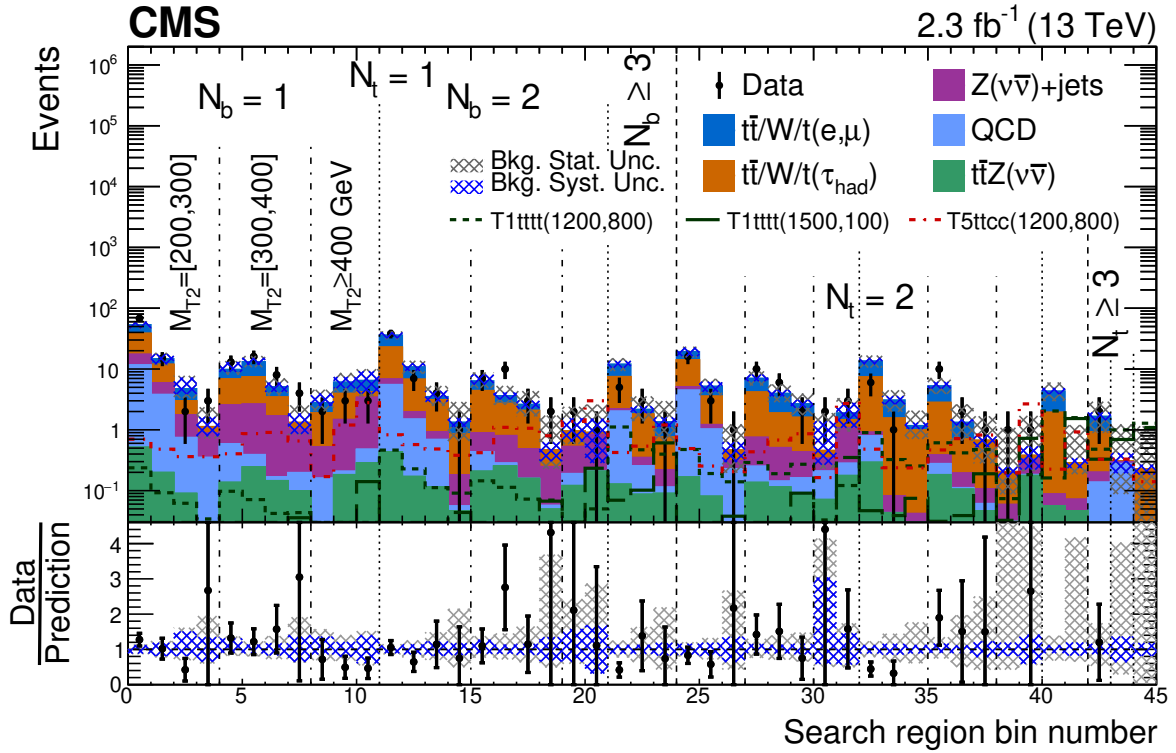 CMS 2.3 fb⁻¹ (13 TeV)
Events
10⁶
10⁵
10⁴
10³
10²
10
1
10⁻¹
N_b = 1
N_t = 1
N_b = 2
N_b ≥ 3
N_t = 2
N_t ≥ 3
M_T2=[200,300]
M_T2=[300,400]
M_T2≥400 GeV
Data
Z(νν̅)+jets
tt̅/W/t(e,μ)
QCD
tt̅/W/t(τ_had)
tt̅Z(νν̅)
Bkg. Stat. Unc.
Bkg. Syst. Unc.
T1tttt(1200,800)
T1tttt(1500,100)
T5ttcc(1200,800)
Data
Prediction
4
3
2
1
0
0 5 10 15 20 25 30 35 40 45
Search region bin number